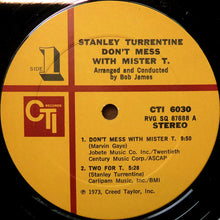 STANLEY TURRENTINE
DON'T MESS
WITH MISTER T.
Arranged and Conducted
by Bob James
SIDE 1
CTI RECORDS
CTI 6030
RVG SQ 87688 A
STEREO
1. DON'T MESS WITH MISTER T. 9:50
(Marvin Gaye)
Jobete Music Co. Inc./Twentieth
Century Music Corp/ASCAP
2. TWO FOR T. 5:28
(Stanley Turrentine)
Carlipam Music, Inc./BMI
℗ 1973, Creed Taylor, Inc.